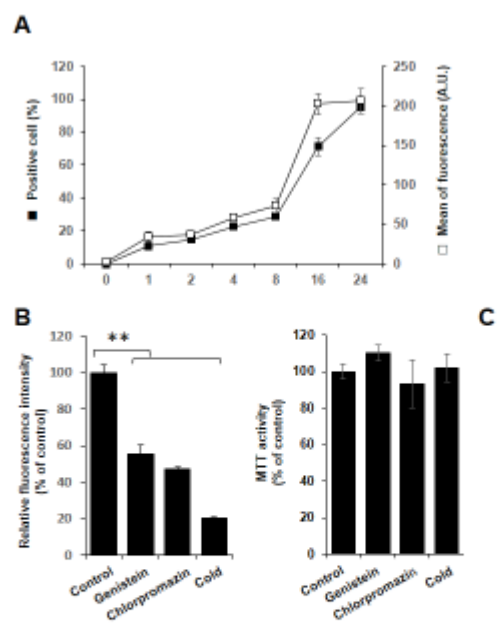 A
■ Positive cell (%)
120
100
80
60
40
20
0
250
200
150
100
50
0
□ Mean of fuorescence (A.U.)
0 1 2 4 8 16 24
B
Relative fluorescence intensity
(% of control)
120
100
80
60
40
20
0
**
Control
Genistein
Chlorpromazin
Cold
C
MTT activity
(% of control)
120
100
80
60
40
20
0
Control
Genistein
Chlorpromazin
Cold